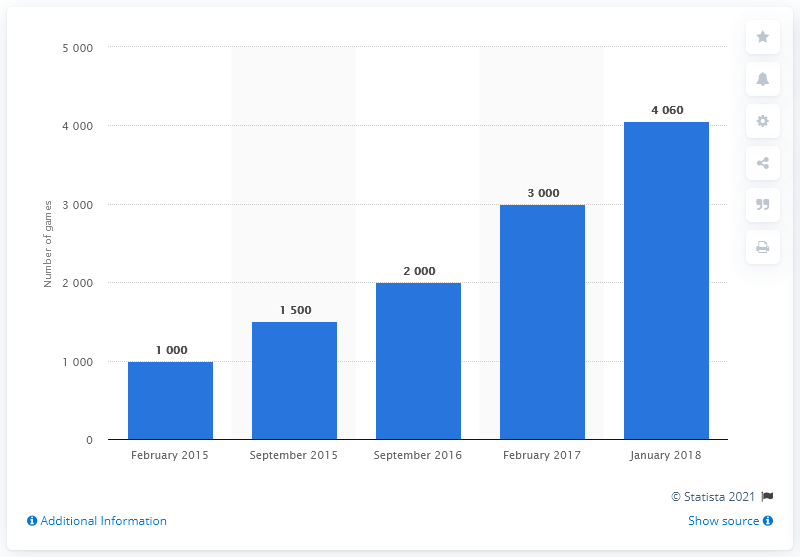 5 000
4 000
3 000
2 000
1 000
0
Number of games
1 000
1 500
2 000
3 000
4 060
February 2015
September 2015
September 2016
February 2017
January 2018
© Statista 2021
Additional Information
Show source